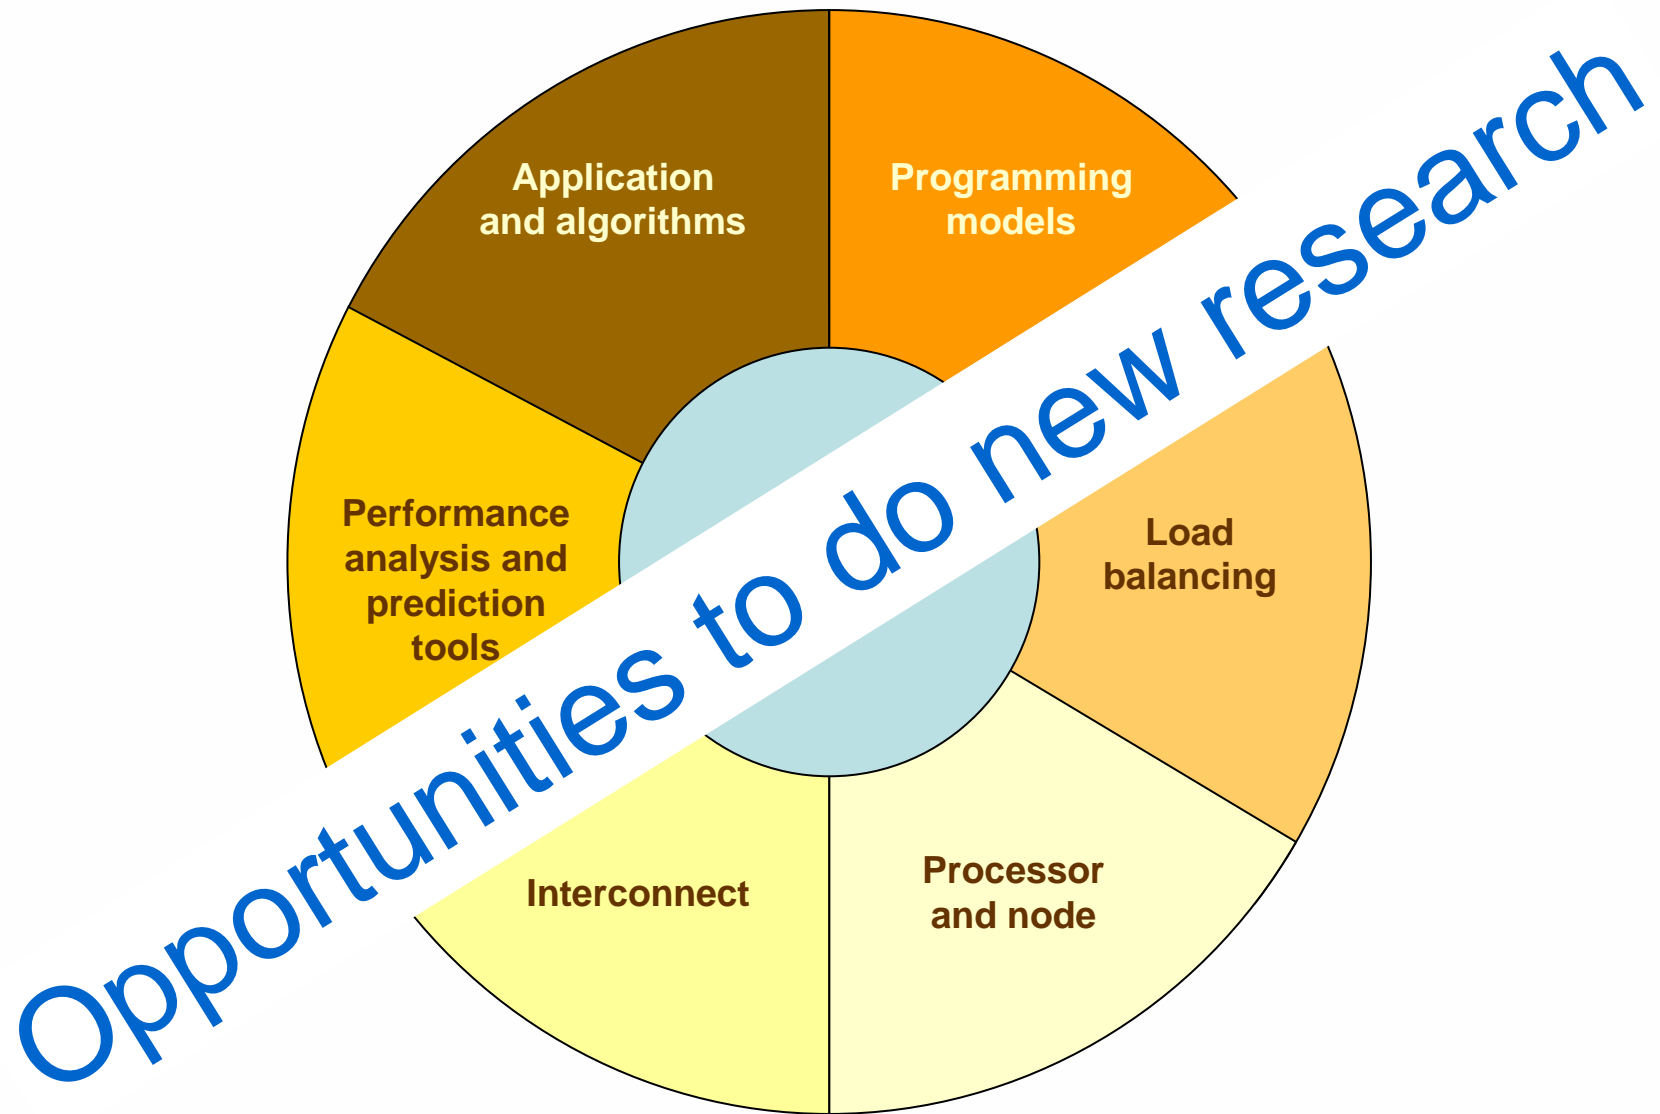 Application
and algorithms
Programming
models
Performance
analysis and
prediction
tools
Load
balancing
Interconnect
Processor
and node
Opportunities to do new research